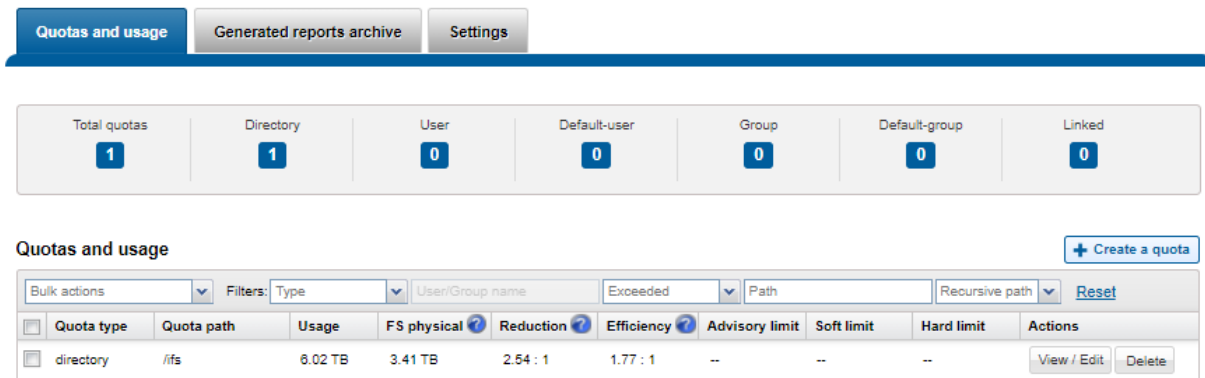 Quotas and usage Generated reports archive Settings
Total quotas Directory User Default-user Group Default-group Linked
1 1 0 0 0 0 0
Quotas and usage + Create a quota
Bulk actions Filters: Type User/Group name Exceeded Path Recursive path Reset
Quota type Quota path Usage FS physical ? Reduction ? Efficiency ? Advisory limit Soft limit Hard limit Actions
directory /ifs 6.02 TB 3.41 TB 2.54 : 1 1.77 : 1 -- -- -- View / Edit Delete